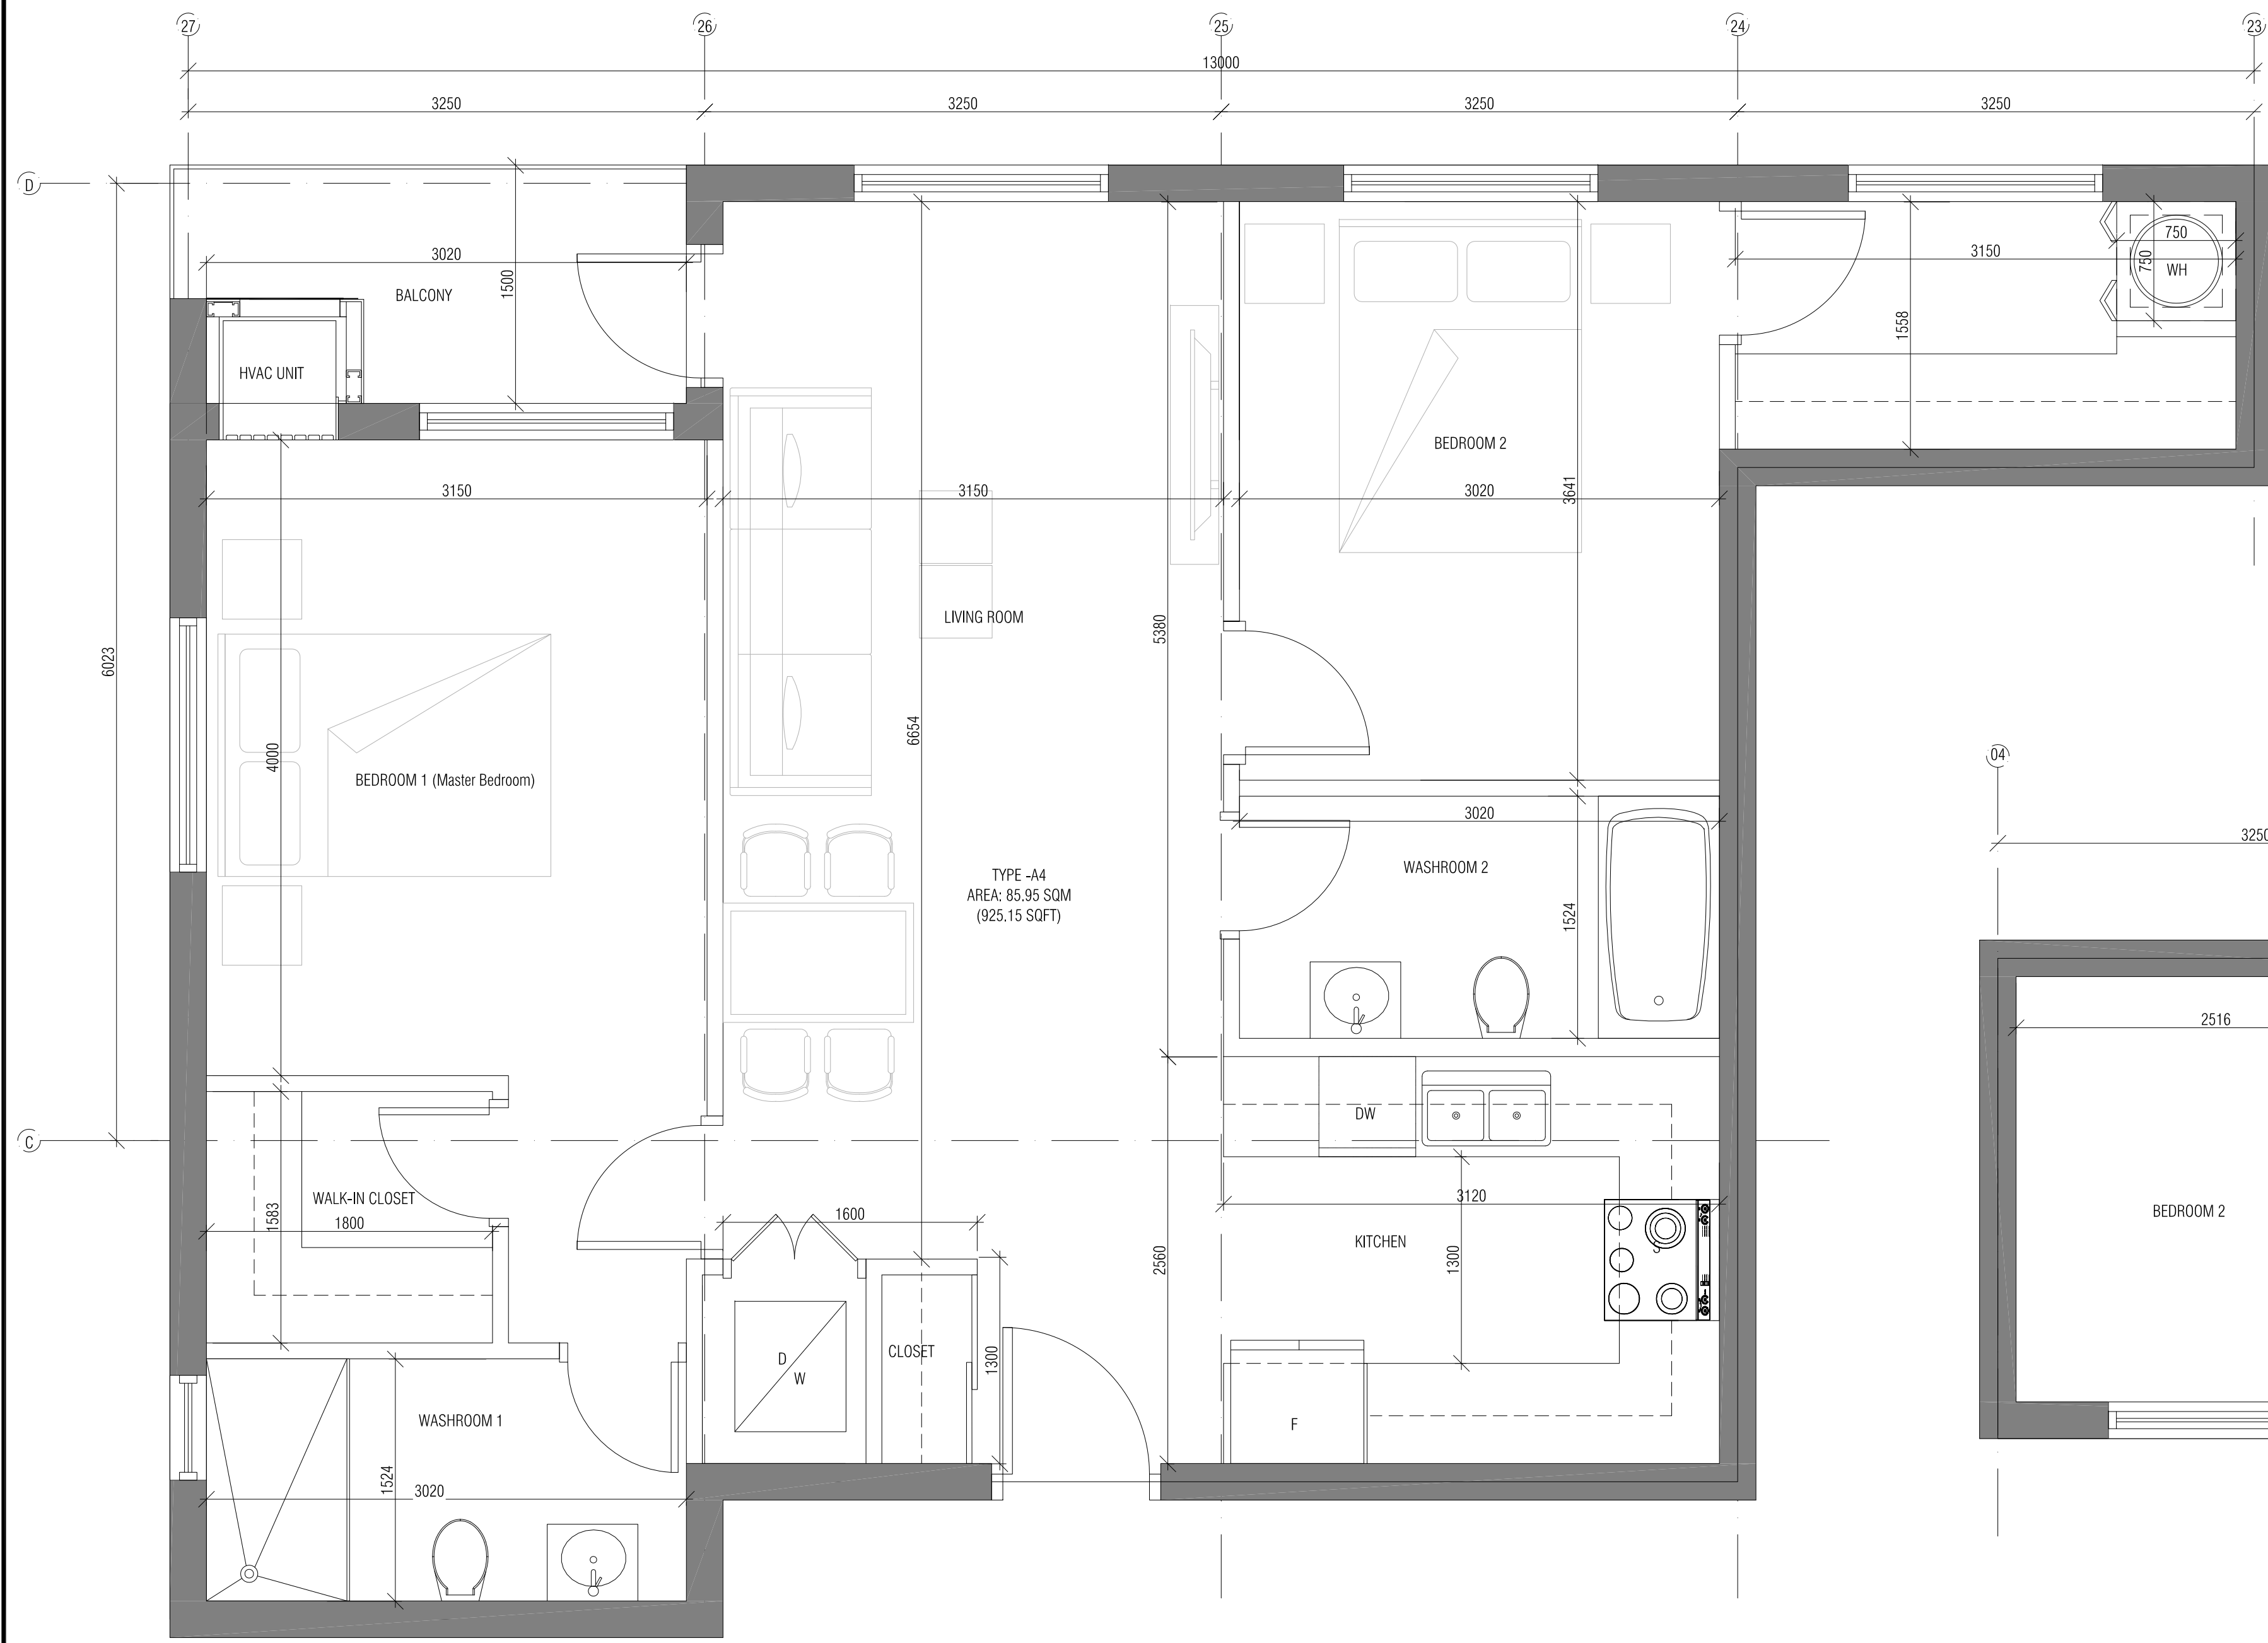 27
26
25
24
23
13000
3250
3250
3250
3250
D
3020
1500
BALCONY
HVAC UNIT
3150
750
750
WH
1558
BEDROOM 2
3641
3150
3150
3020
LIVING ROOM
5380
6023
6654
4000
BEDROOM 1 (Master Bedroom)
04
3250
3020
WASHROOM 2
1524
TYPE -A4
AREA: 85.95 SQM
(925.15 SQFT)
2516
DW
C
WALK-IN CLOSET
1583
1800
1600
3120
KITCHEN
1300
2560
BEDROOM 2
D
W
CLOSET
1300
F
WASHROOM 1
1524
3020